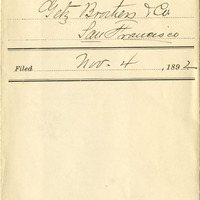 Getz Brothers & Co
San Francisco
Filed Nov. 4, 1892